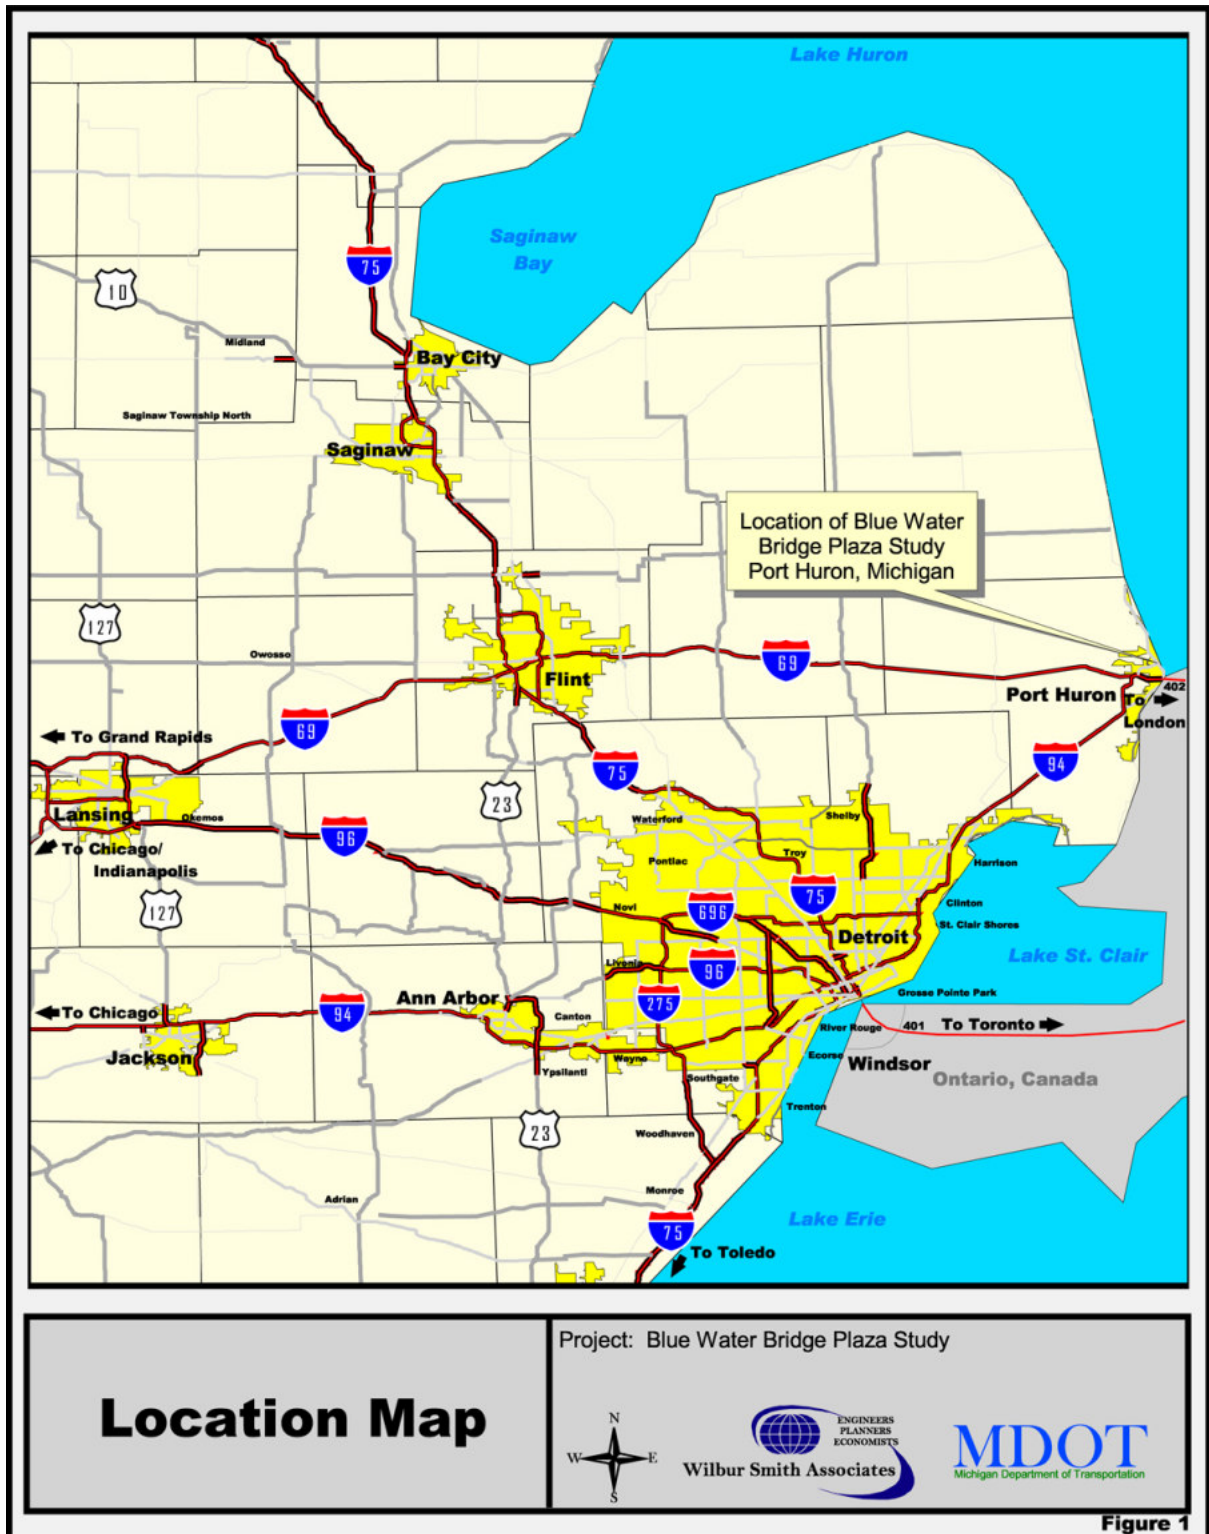 Lake Huron
Saginaw
Bay
75
10
Midland
Bay City
Saginaw Township North
Saginaw
Location of Blue Water
Bridge Plaza Study
Port Huron, Michigan
127
Owosso
69
Flint
Port Huron
402
To
London
69
To Grand Rapids
75
94
23
Lansing
Okemos
96
Waterford
Shelby
To Chicago/
Indianapolis
Pontiac
Troy
Harrison
127
75
Novi
696
Clinton
St. Clair Shores
Detroit
Lake St. Clair
Livonia
96
Ann Arbor
275
Grosse Pointe Park
To Chicago
94
Canton
River Rouge
401
To Toronto
Jackson
Wayne
Ecorse
Windsor
Ypsilanti
Southgate
Ontario, Canada
Trenton
23
Woodhaven
Adrian
Monroe
Lake Erie
75
To Toledo
Location Map
Project: Blue Water Bridge Plaza Study
N
W
E
S
ENGINEERS
PLANNERS
ECONOMISTS
Wilbur Smith Associates
MDOT
Michigan Department of Transportation
Figure 1